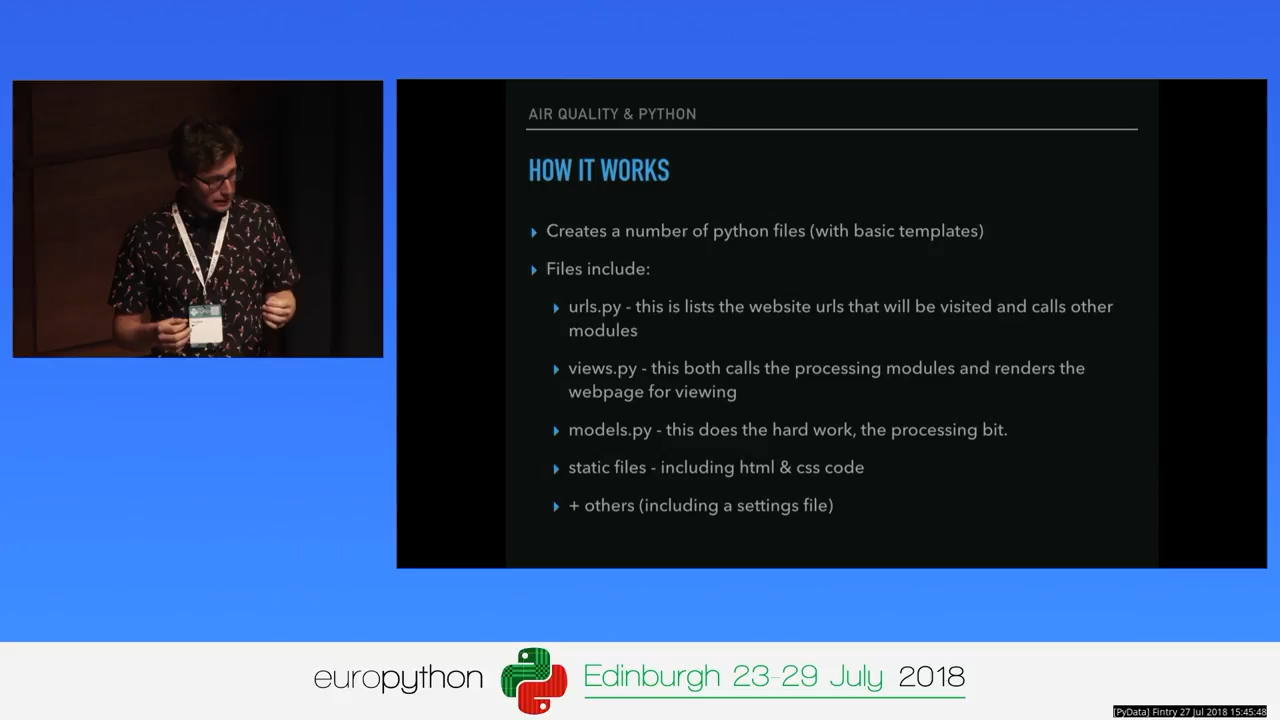 AIR QUALITY & PYTHON
HOW IT WORKS
Creates a number of python files (with basic templates)
Files include:
urls.py - this is lists the website urls that will be visited and calls other
modules
views.py - this both calls the processing modules and renders the
webpage for viewing
models.py - this does the hard work, the processing bit.
static files - including html & css code
+ others (including a settings file)
europython Edinburgh 23-29 July 2018
[PyData] Fintry 27 Jul 2018 15:45:48